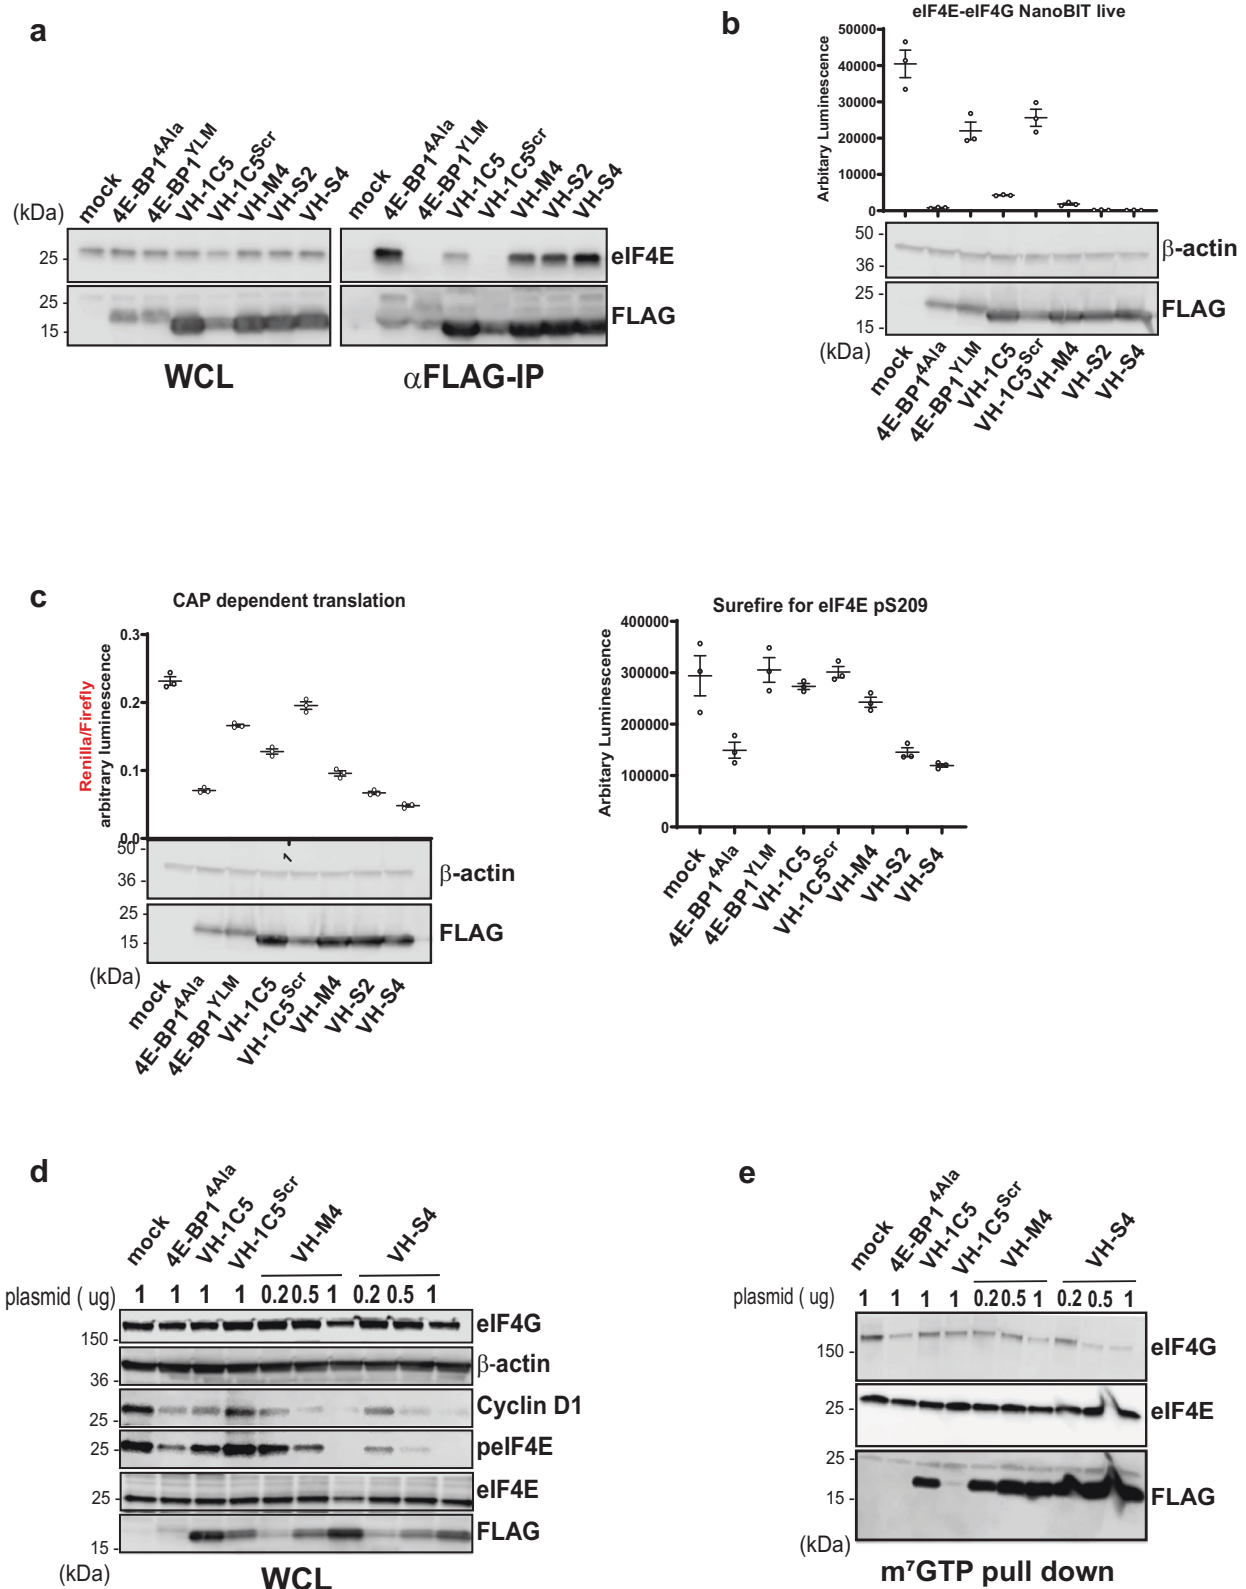 a
mock
4E-BP1 4Ala
4E-BP1 YLM
VH-1C5
VH-1C5 Scr
VH-M4
VH-S2
VH-S4
mock
4E-BP1 4Ala
4E-BP1 YLM
VH-1C5
VH-1C5 Scr
VH-M4
VH-S2
VH-S4
(kDa)
25 -
eIF4E
25 -
15 -
FLAG
WCL
αFLAG-IP
b
eIF4E-eIF4G NanoBIT live
Arbitary Luminescence
50000
40000
30000
20000
10000
0
50 -
36 -
β-actin
25 -
15 -
FLAG
(kDa)
mock
4E-BP1 4Ala
4E-BP1 YLM
VH-1C5
VH-1C5 Scr
VH-M4
VH-S2
VH-S4
c
CAP dependent translation
Renilla/Firefly
arbitrary luminescence
0.3
0.2
0.1
0.0
1
50 -
36 -
β-actin
25 -
15 -
FLAG
(kDa)
mock
4E-BP1 4Ala
4E-BP1 YLM
VH-1C5
VH-1C5 Scr
VH-M4
VH-S2
VH-S4
Surefire for eIF4E pS209
Arbitary Luminescence
400000
300000
200000
100000
0
mock
4E-BP1 4Ala
4E-BP1 YLM
VH-1C5
VH-1C5 Scr
VH-M4
VH-S2
VH-S4
d
mock
4E-BP1 4Ala
VH-1C5
VH-1C5 Scr
VH-M4
VH-S4
plasmid ( ug) 1 1 1 1 0.2 0.5 1 0.2 0.5 1
150 -
eIF4G
36 -
β-actin
25 -
Cyclin D1
25 -
peIF4E
25 -
eIF4E
15 -
FLAG
(kDa)
WCL
e
mock
4E-BP1 4Ala
VH-1C5
VH-1C5 Scr
VH-M4
VH-S4
plasmid ( ug) 1 1 1 1 0.2 0.5 1 0.2 0.5 1
150 -
eIF4G
25 -
eIF4E
25 -
15 -
FLAG
(kDa)
m⁷GTP pull down